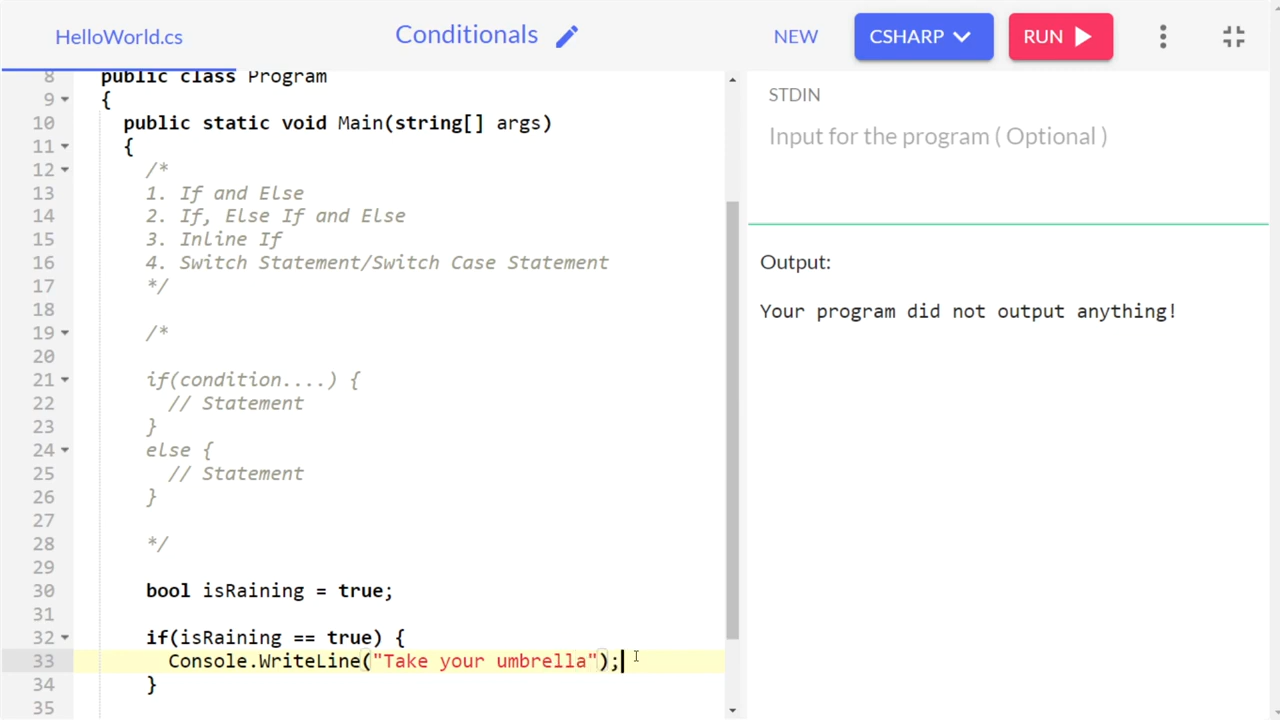 HelloWorld.cs
Conditionals
NEW
CSHARP
RUN
8 public class Program
9 {
10 public static void Main(string[] args)
11 {
12 /*
13 1. If and Else
14 2. If, Else If and Else
15 3. Inline If
16 4. Switch Statement/Switch Case Statement
17 */
18
19 /*
20
21 if(condition....) {
22 // Statement
23 }
24 else {
25 // Statement
26 }
27
28 */
29
30 bool isRaining = true;
31
32 if(isRaining == true) {
33 Console.WriteLine("Take your umbrella");
34 }
35
STDIN
Input for the program ( Optional )
Output:
Your program did not output anything!